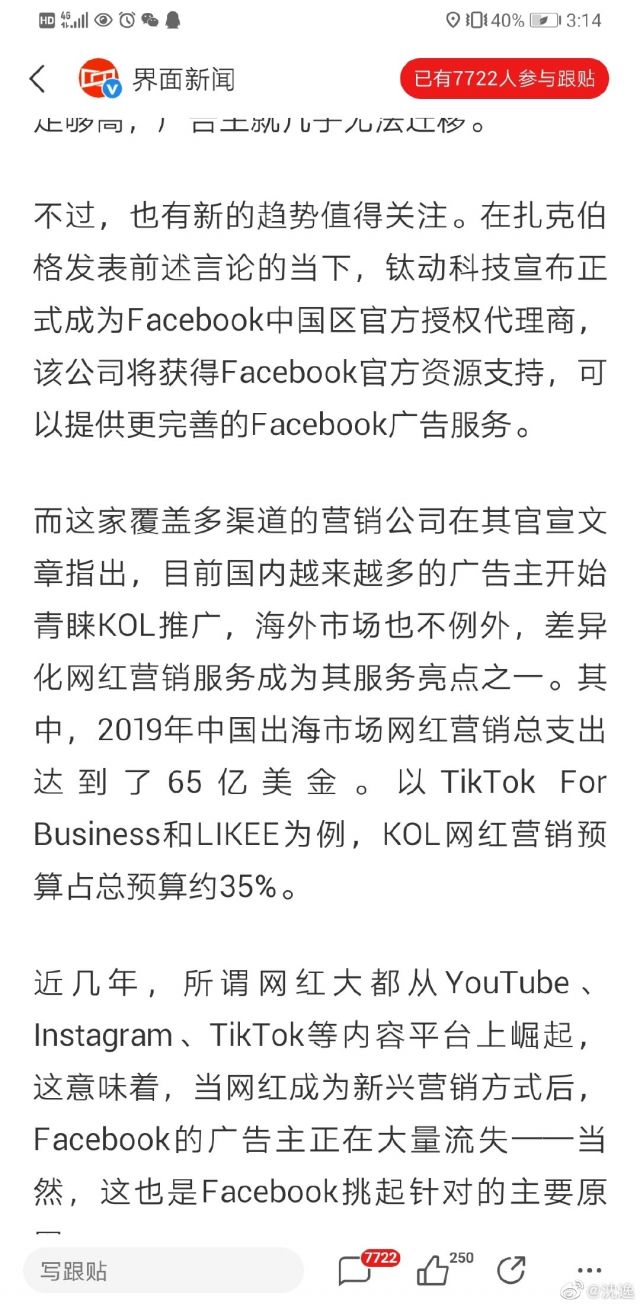 HD 4G 40% 3:14
界面新闻 已有7722人参与跟贴
足够高，广告主就几乎无法迁移。
不过，也有新的趋势值得关注。在扎克伯
格发表前述言论的当下，钛动科技宣布正
式成为Facebook中国区官方授权代理商，
该公司将获得Facebook官方资源支持，可
以提供更完善的Facebook广告服务。
而这家覆盖多渠道的营销公司在其官宣文
章指出，目前国内越来越多的广告主开始
青睐KOL推广，海外市场也不例外，差异
化网红营销服务成为其服务亮点之一。其
中，2019年中国出海市场网红营销总支出
达到了65亿美金。以TikTok For
Business和LIKEE为例，KOL网红营销预
算占总预算约35%。
近几年，所谓网红大都从YouTube、
Instagram、TikTok等内容平台上崛起，
这意味着，当网红成为新兴营销方式后，
Facebook的广告主正在大量流失——当
然，这也是Facebook挑起针对的主要原
写跟贴 7722 250
@沈逸